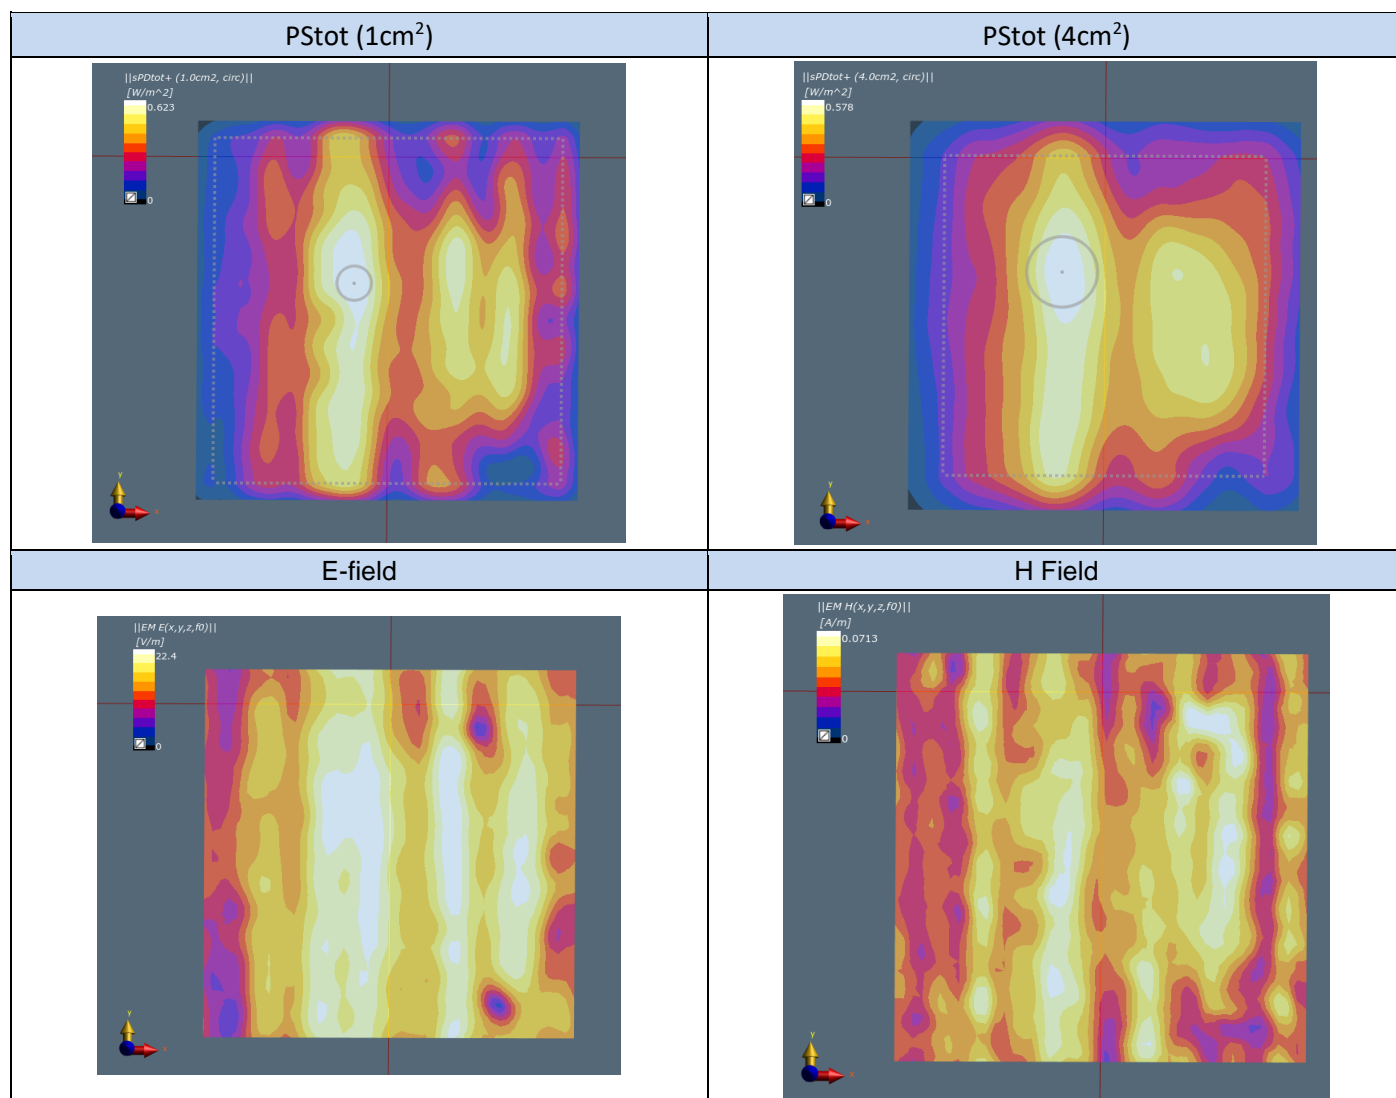 PStot (1cm²)
PStot (4cm²)
||sPDtot+ (1.0cm2, circ)||
[W/m^2]
0.623
0
y
x
||sPDtot+ (4.0cm2, circ)||
[W/m^2]
0.578
0
y
x
E-field
H Field
||EM E(x,y,z,f0)||
[V/m]
22.4
0
y
x
||EM H(x,y,z,f0)||
[A/m]
0.0713
0
y
x